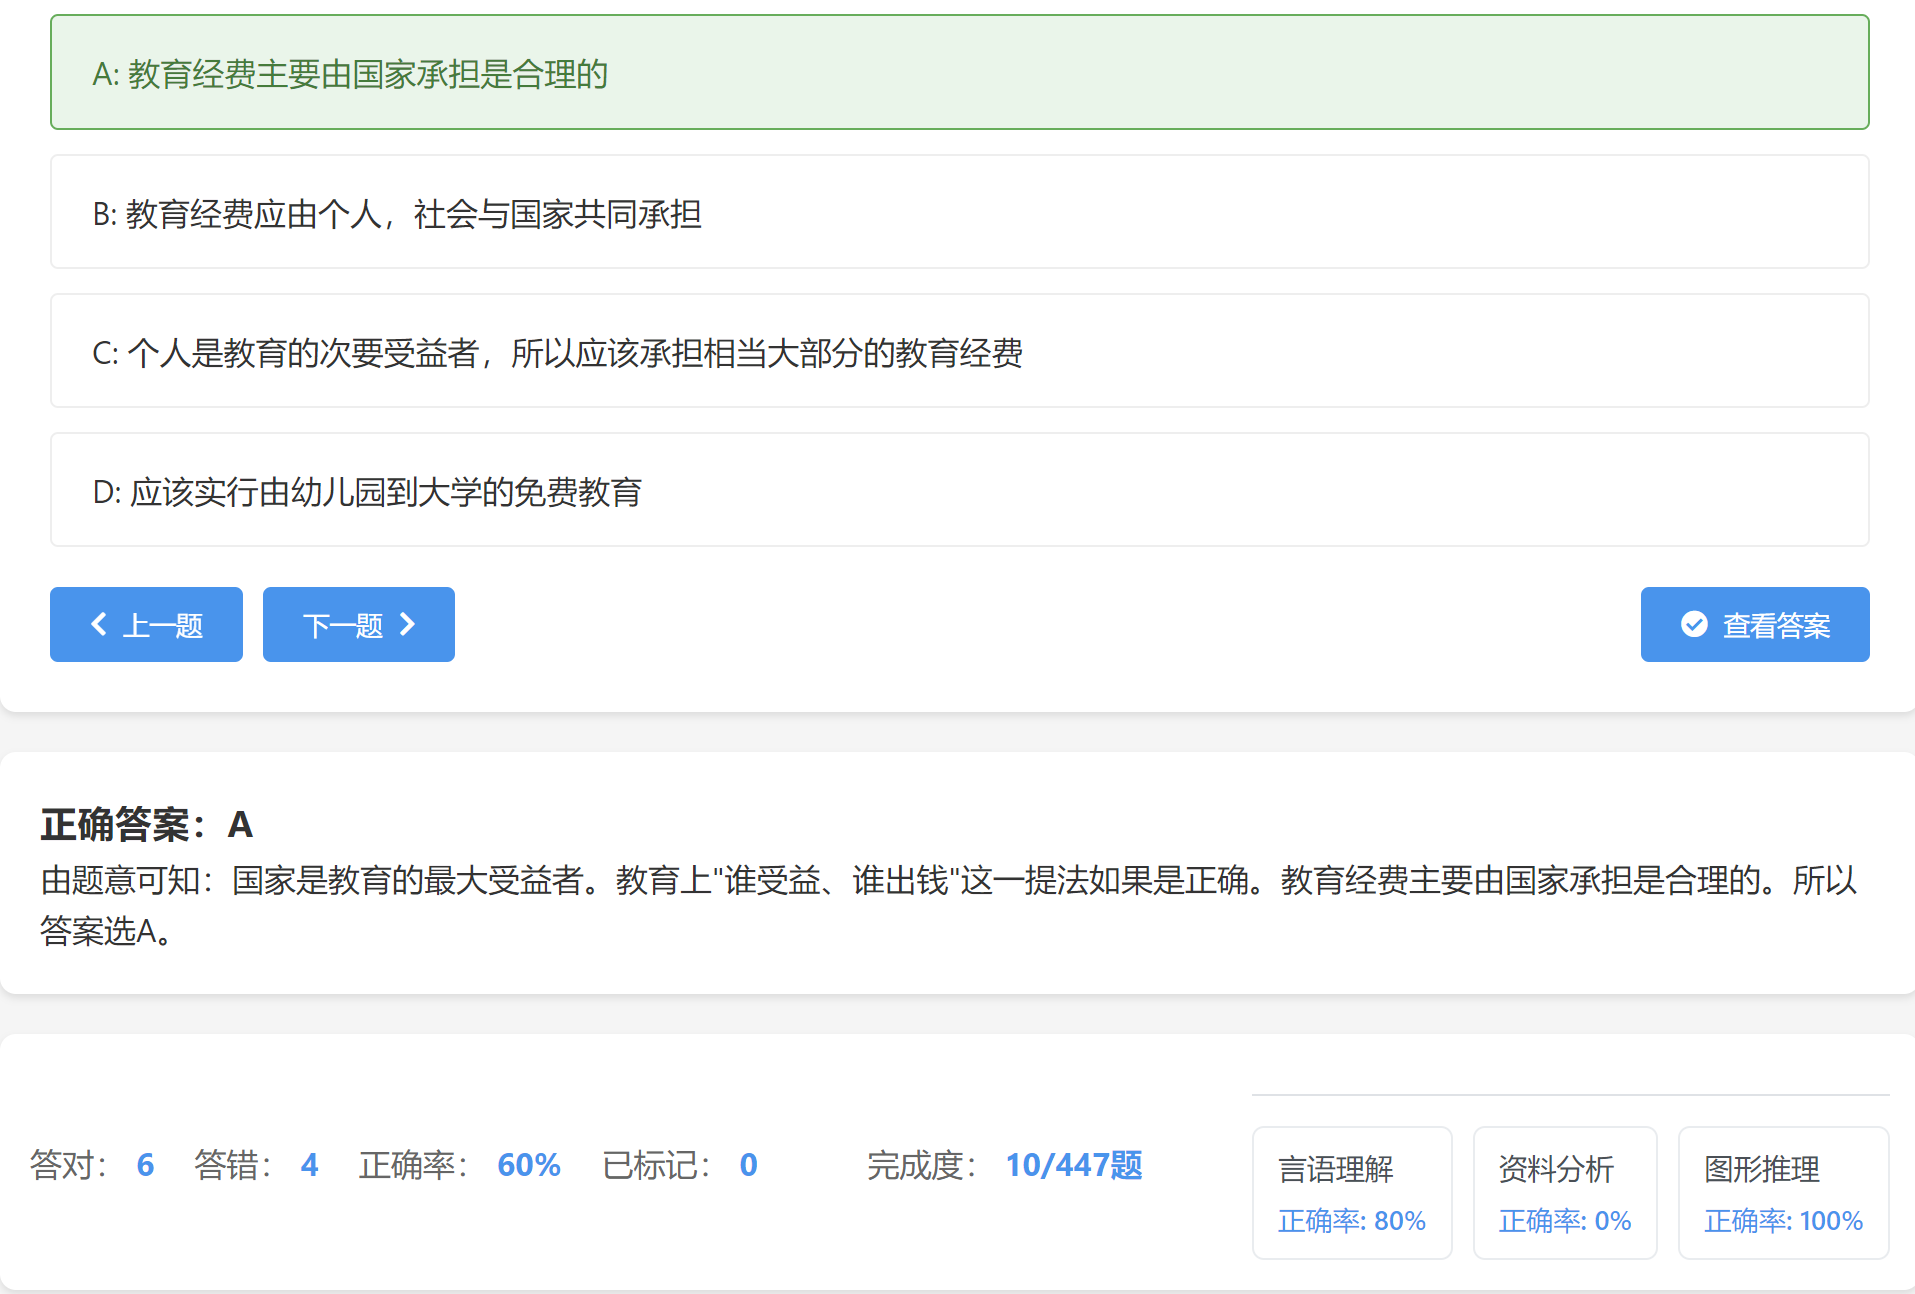 A: 教育经费主要由国家承担是合理的
B: 教育经费应由个人，社会与国家共同承担
C: 个人是教育的次要受益者，所以应该承担相当大部分的教育经费
D: 应该实行由幼儿园到大学的免费教育
上一题 下一题 查看答案
正确答案：A
由题意可知：国家是教育的最大受益者。教育上"谁受益、谁出钱"这一提法如果是正确。教育经费主要由国家承担是合理的。所以
答案选A。
答对： 6 答错： 4 正确率： 60% 已标记： 0 完成度： 10/447题
言语理解 资料分析 图形推理
正确率: 80% 正确率: 0% 正确率: 100%